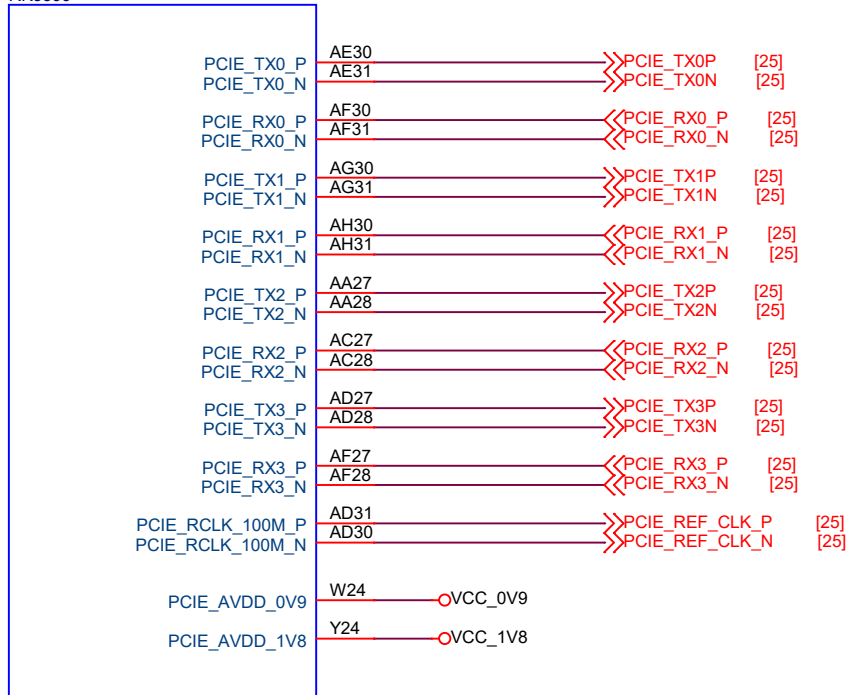 PCIE_TX0_P AE30 PCIE_TX0P [25]
PCIE_TX0_N AE31 PCIE_TX0N [25]
PCIE_RX0_P AF30 PCIE_RX0_P [25]
PCIE_RX0_N AF31 PCIE_RX0_N [25]
PCIE_TX1_P AG30 PCIE_TX1P [25]
PCIE_TX1_N AG31 PCIE_TX1N [25]
PCIE_RX1_P AH30 PCIE_RX1_P [25]
PCIE_RX1_N AH31 PCIE_RX1_N [25]
PCIE_TX2_P AA27 PCIE_TX2P [25]
PCIE_TX2_N AA28 PCIE_TX2N [25]
PCIE_RX2_P AC27 PCIE_RX2_P [25]
PCIE_RX2_N AC28 PCIE_RX2_N [25]
PCIE_TX3_P AD27 PCIE_TX3P [25]
PCIE_TX3_N AD28 PCIE_TX3N [25]
PCIE_RX3_P AF27 PCIE_RX3_P [25]
PCIE_RX3_N AF28 PCIE_RX3_N [25]
PCIE_RCLK_100M_P AD31 PCIE_REF_CLK_P [25]
PCIE_RCLK_100M_N AD30 PCIE_REF_CLK_N [25]
PCIE_AVDD_0V9 W24 VCC_0V9
PCIE_AVDD_1V8 Y24 VCC_1V8